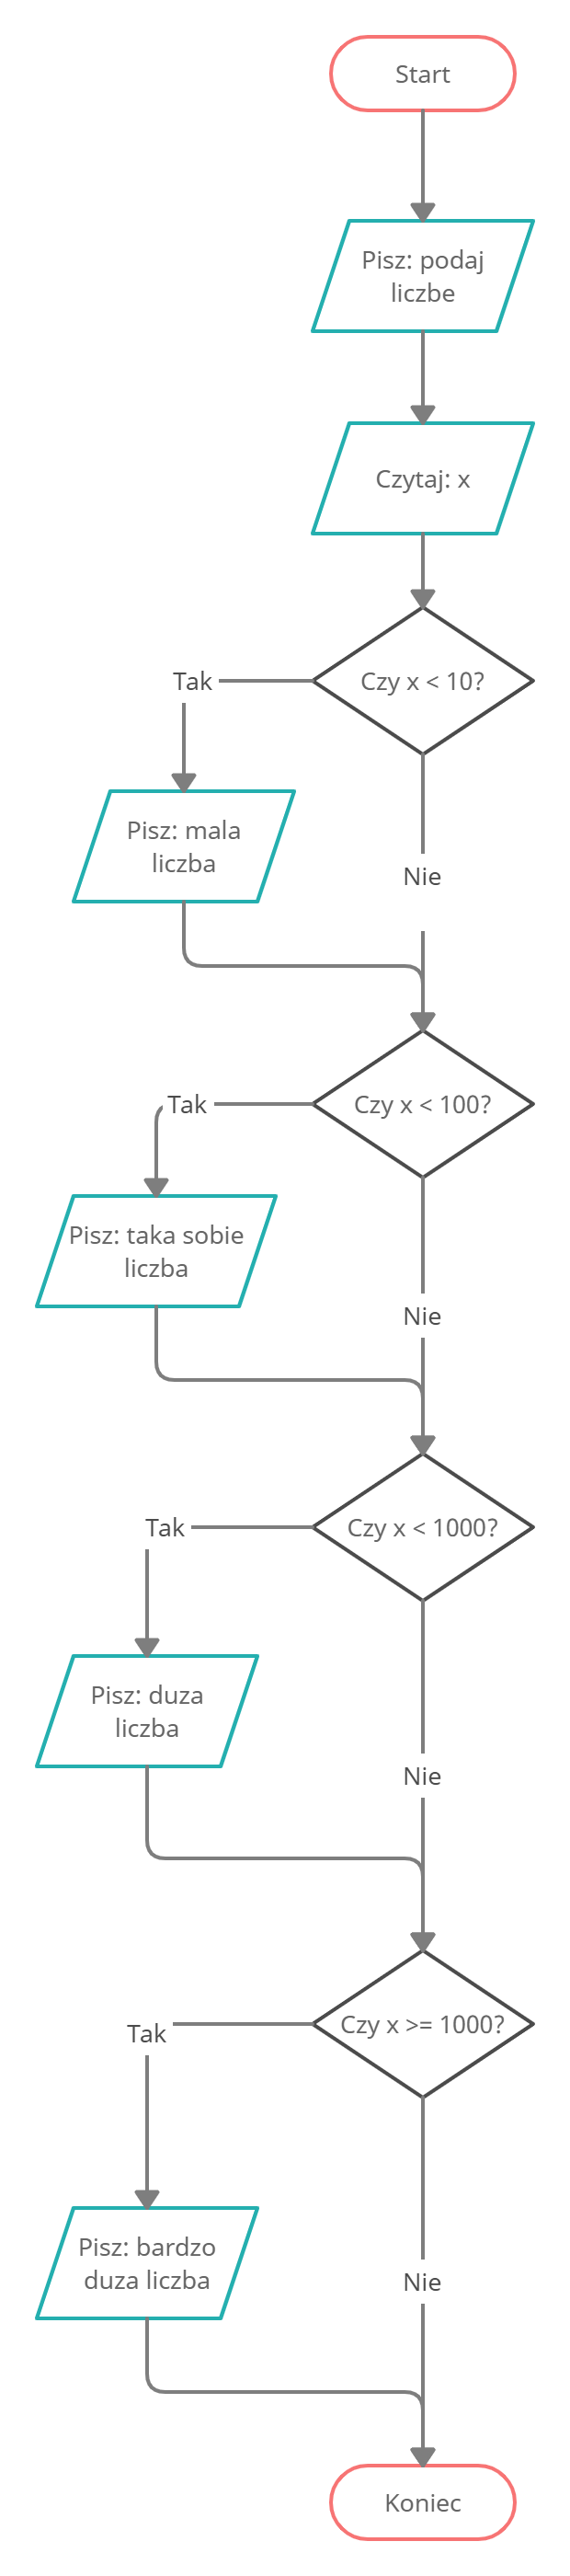 Start
Pisz: podaj
liczbe
Czytaj: x
Czy x < 10?
Tak
Pisz: mala
liczba
Nie
Czy x < 100?
Tak
Pisz: taka sobie
liczba
Nie
Czy x < 1000?
Tak
Pisz: duza
liczba
Nie
Czy x >= 1000?
Tak
Pisz: bardzo
duza liczba
Nie
Koniec